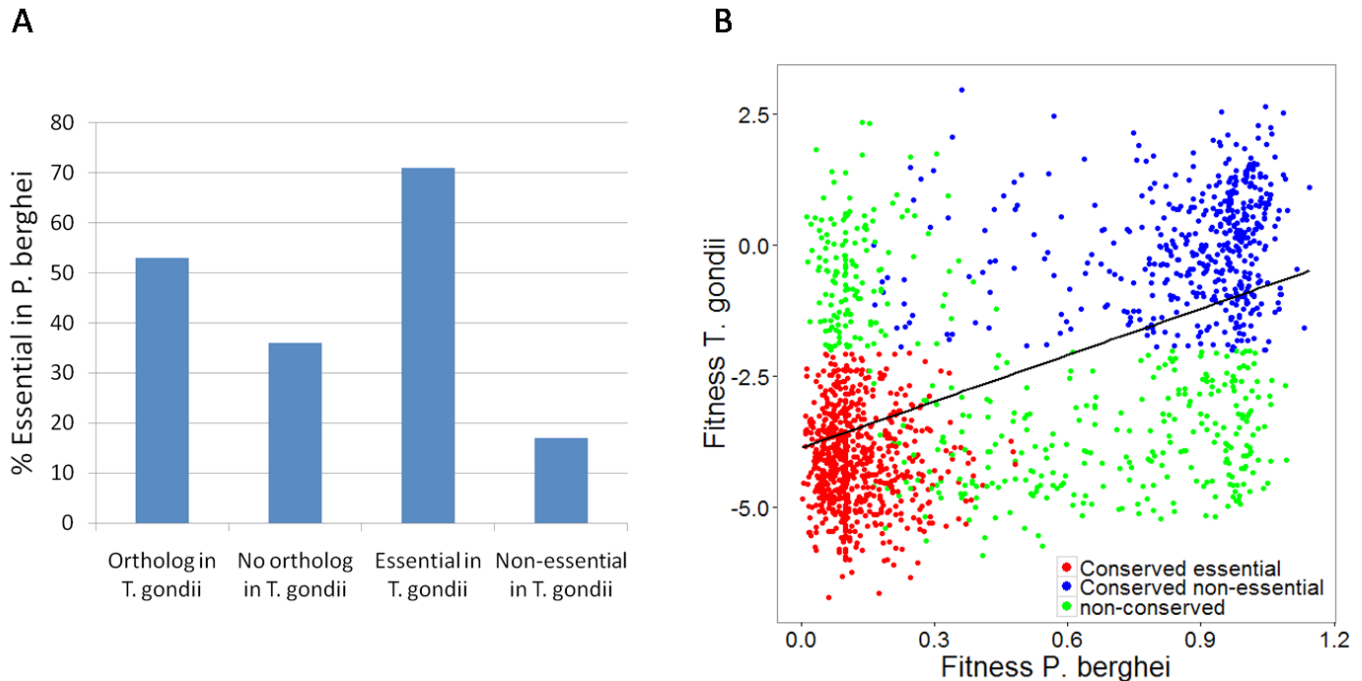 A
% Essential in P. berghei
80
70
60
50
40
30
20
10
0
Ortholog in
T. gondii
No ortholog
in T. gondii
Essential in
T. gondii
Non-essential
in T. gondii
B
Fitness T. gondii
2.5
0.0
-2.5
-5.0
Conserved essential
Conserved non-essential
non-conserved
0.0 0.3 0.6 0.9 1.2
Fitness P. berghei